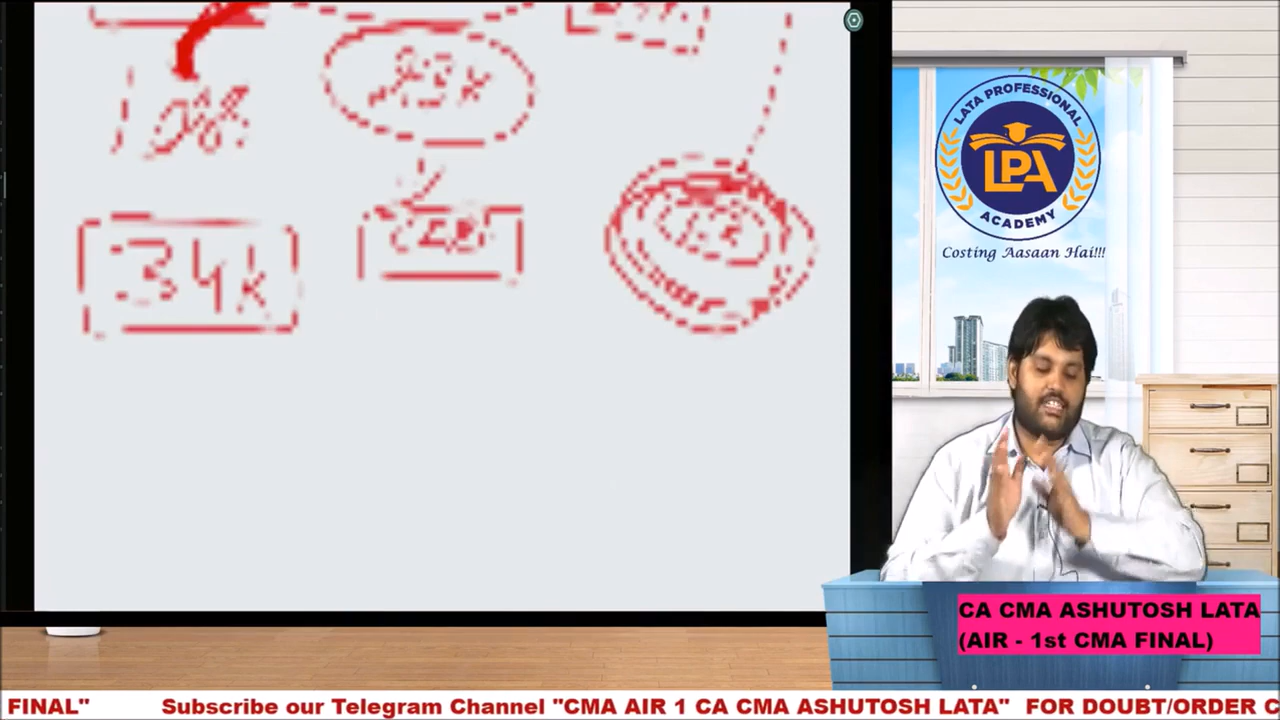 34k
LATA PROFESSIONAL
LPA
ACADEMY
Costing Aasaan Hai!!!
CA CMA ASHUTOSH LATA
(AIR - 1st CMA FINAL)
FINAL" Subscribe our Telegram Channel "CMA AIR 1 CA CMA ASHUTOSH LATA" FOR DOUBT/ORDER C